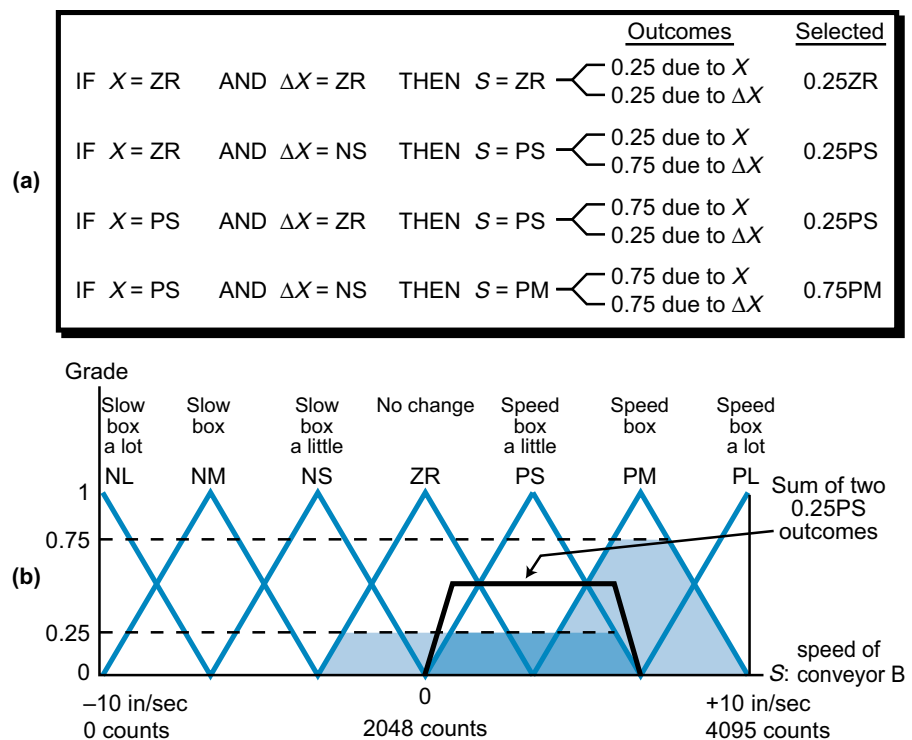 Outcomes Selected
IF X = ZR AND ΔX = ZR THEN S = ZR 0.25 due to X 0.25ZR
0.25 due to ΔX
IF X = ZR AND ΔX = NS THEN S = PS 0.25 due to X 0.25PS
0.75 due to ΔX
IF X = PS AND ΔX = ZR THEN S = PS 0.75 due to X 0.25PS
0.25 due to ΔX
IF X = PS AND ΔX = NS THEN S = PM 0.75 due to X 0.75PM
0.75 due to ΔX
(a)
Grade
Slow box a lot
Slow box
Slow box a little
No change
Speed box a little
Speed box
Speed box a lot
NL NM NS ZR PS PM PL
Sum of two
0.25PS
outcomes
1
0.75
(b)
0.25
0
speed of
S: conveyor B
–10 in/sec 0 +10 in/sec
0 counts 2048 counts 4095 counts